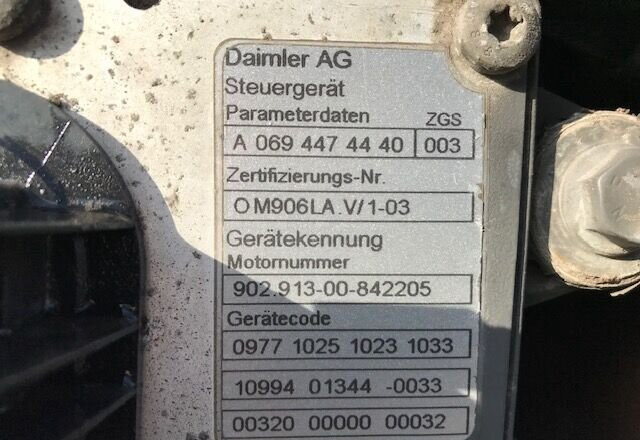 Daimler AG
Steuergerät
Parameterdaten ZGS
A 069 447 44 40 003
Zertifizierungs-Nr.
OM906LA.V/1-03
Gerätekennung
Motornummer
902.913-00-842205
Gerätecode
0977 1025 1023 1033
10994 01344 -0033
00320 00000 00032